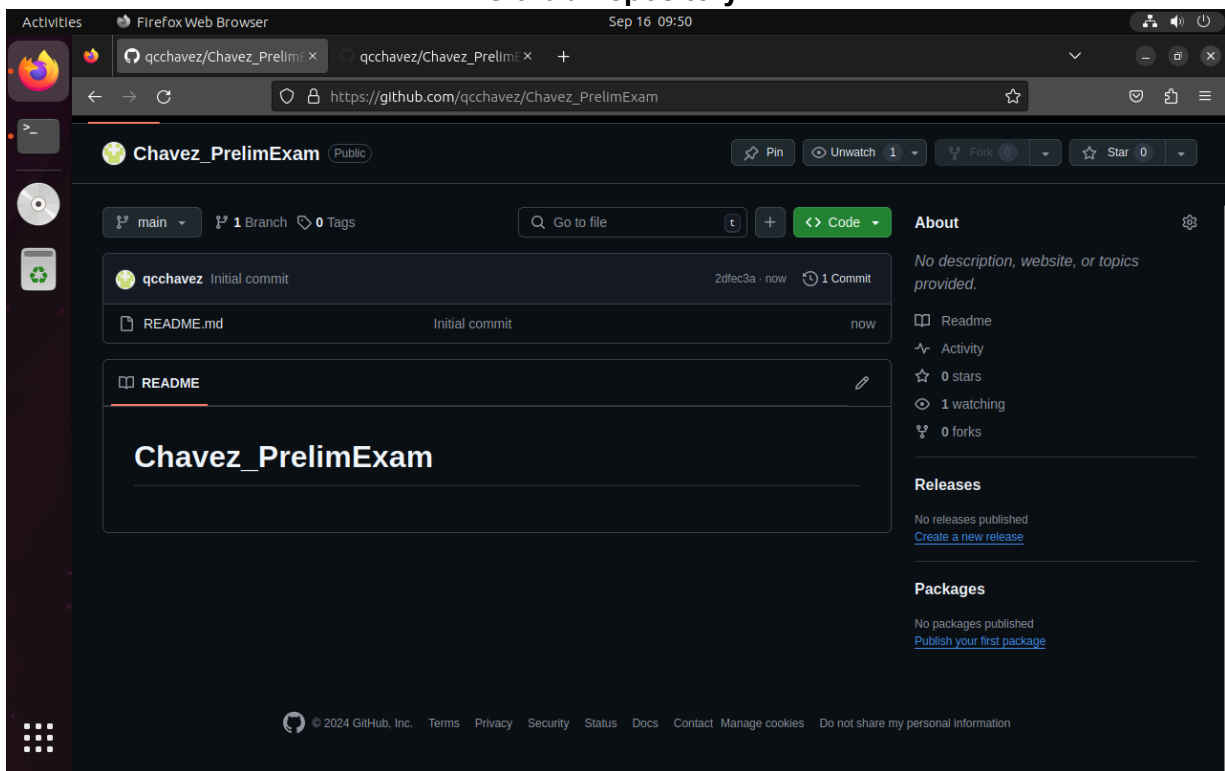 Activities Firefox Web Browser Sep 16 09:50
qcchavez/Chavez_PrelimE qcchavez/Chavez_PrelimE
https://github.com/qcchavez/Chavez_PrelimExam
Chavez_PrelimExam Public Pin Unwatch 1 Fork 0 Star 0
main 1 Branch 0 Tags Go to file t + Code About
No description, website, or topics
provided.
qcchavez Initial commit 2dfec3a · now 1 Commit
README.md Initial commit now
Readme
Activity
README
0 stars
1 watching
0 forks
Chavez_PrelimExam
Releases
No releases published
Create a new release
Packages
No packages published
Publish your first package
© 2024 GitHub, Inc. Terms Privacy Security Status Docs Contact Manage cookies Do not share my personal information